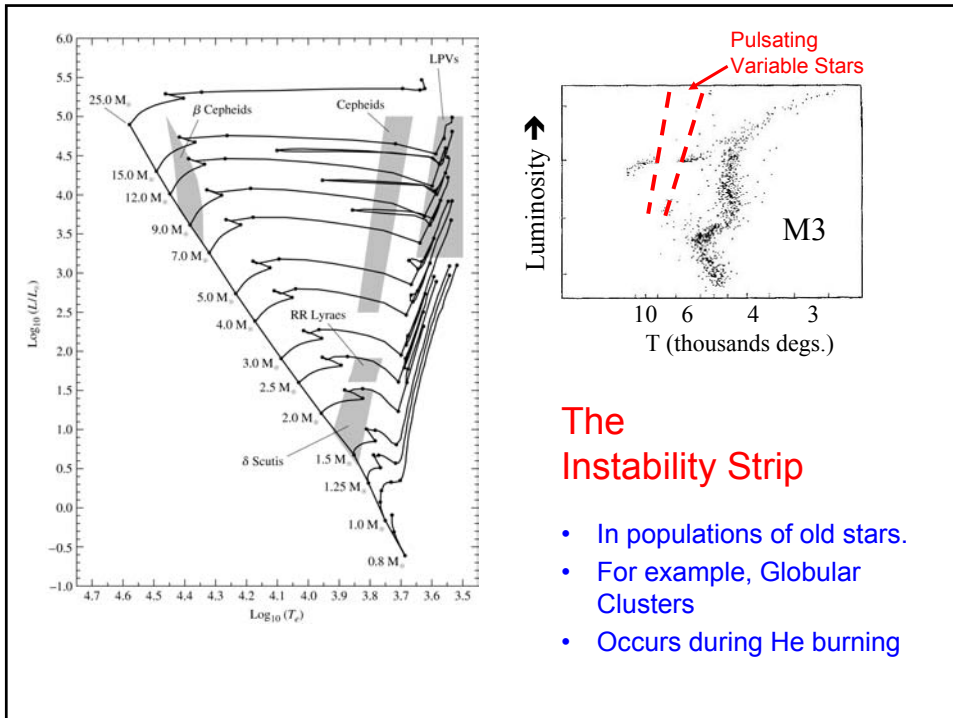 6.0
5.5
5.0
4.5
4.0
3.5
3.0
2.5
2.0
1.5
1.0
0.5
0.0
−0.5
−1.0
Log₁₀ (L/L☉)
4.7 4.6 4.5 4.4 4.3 4.2 4.1 4.0 3.9 3.8 3.7 3.6 3.5
Log₁₀ (Tₑ)
LPVs
Cepheids
β Cepheids
RR Lyraes
δ Scutis
25.0 M☉
15.0 M☉
12.0 M☉
9.0 M☉
7.0 M☉
5.0 M☉
4.0 M☉
3.0 M☉
2.5 M☉
2.0 M☉
1.5 M☉
1.25 M☉
1.0 M☉
0.8 M☉
Pulsating
Variable Stars
Luminosity ➔
M3
10 6 4 3
T (thousands degs.)
The
Instability Strip
• In populations of old stars.
• For example, Globular
Clusters
• Occurs during He burning